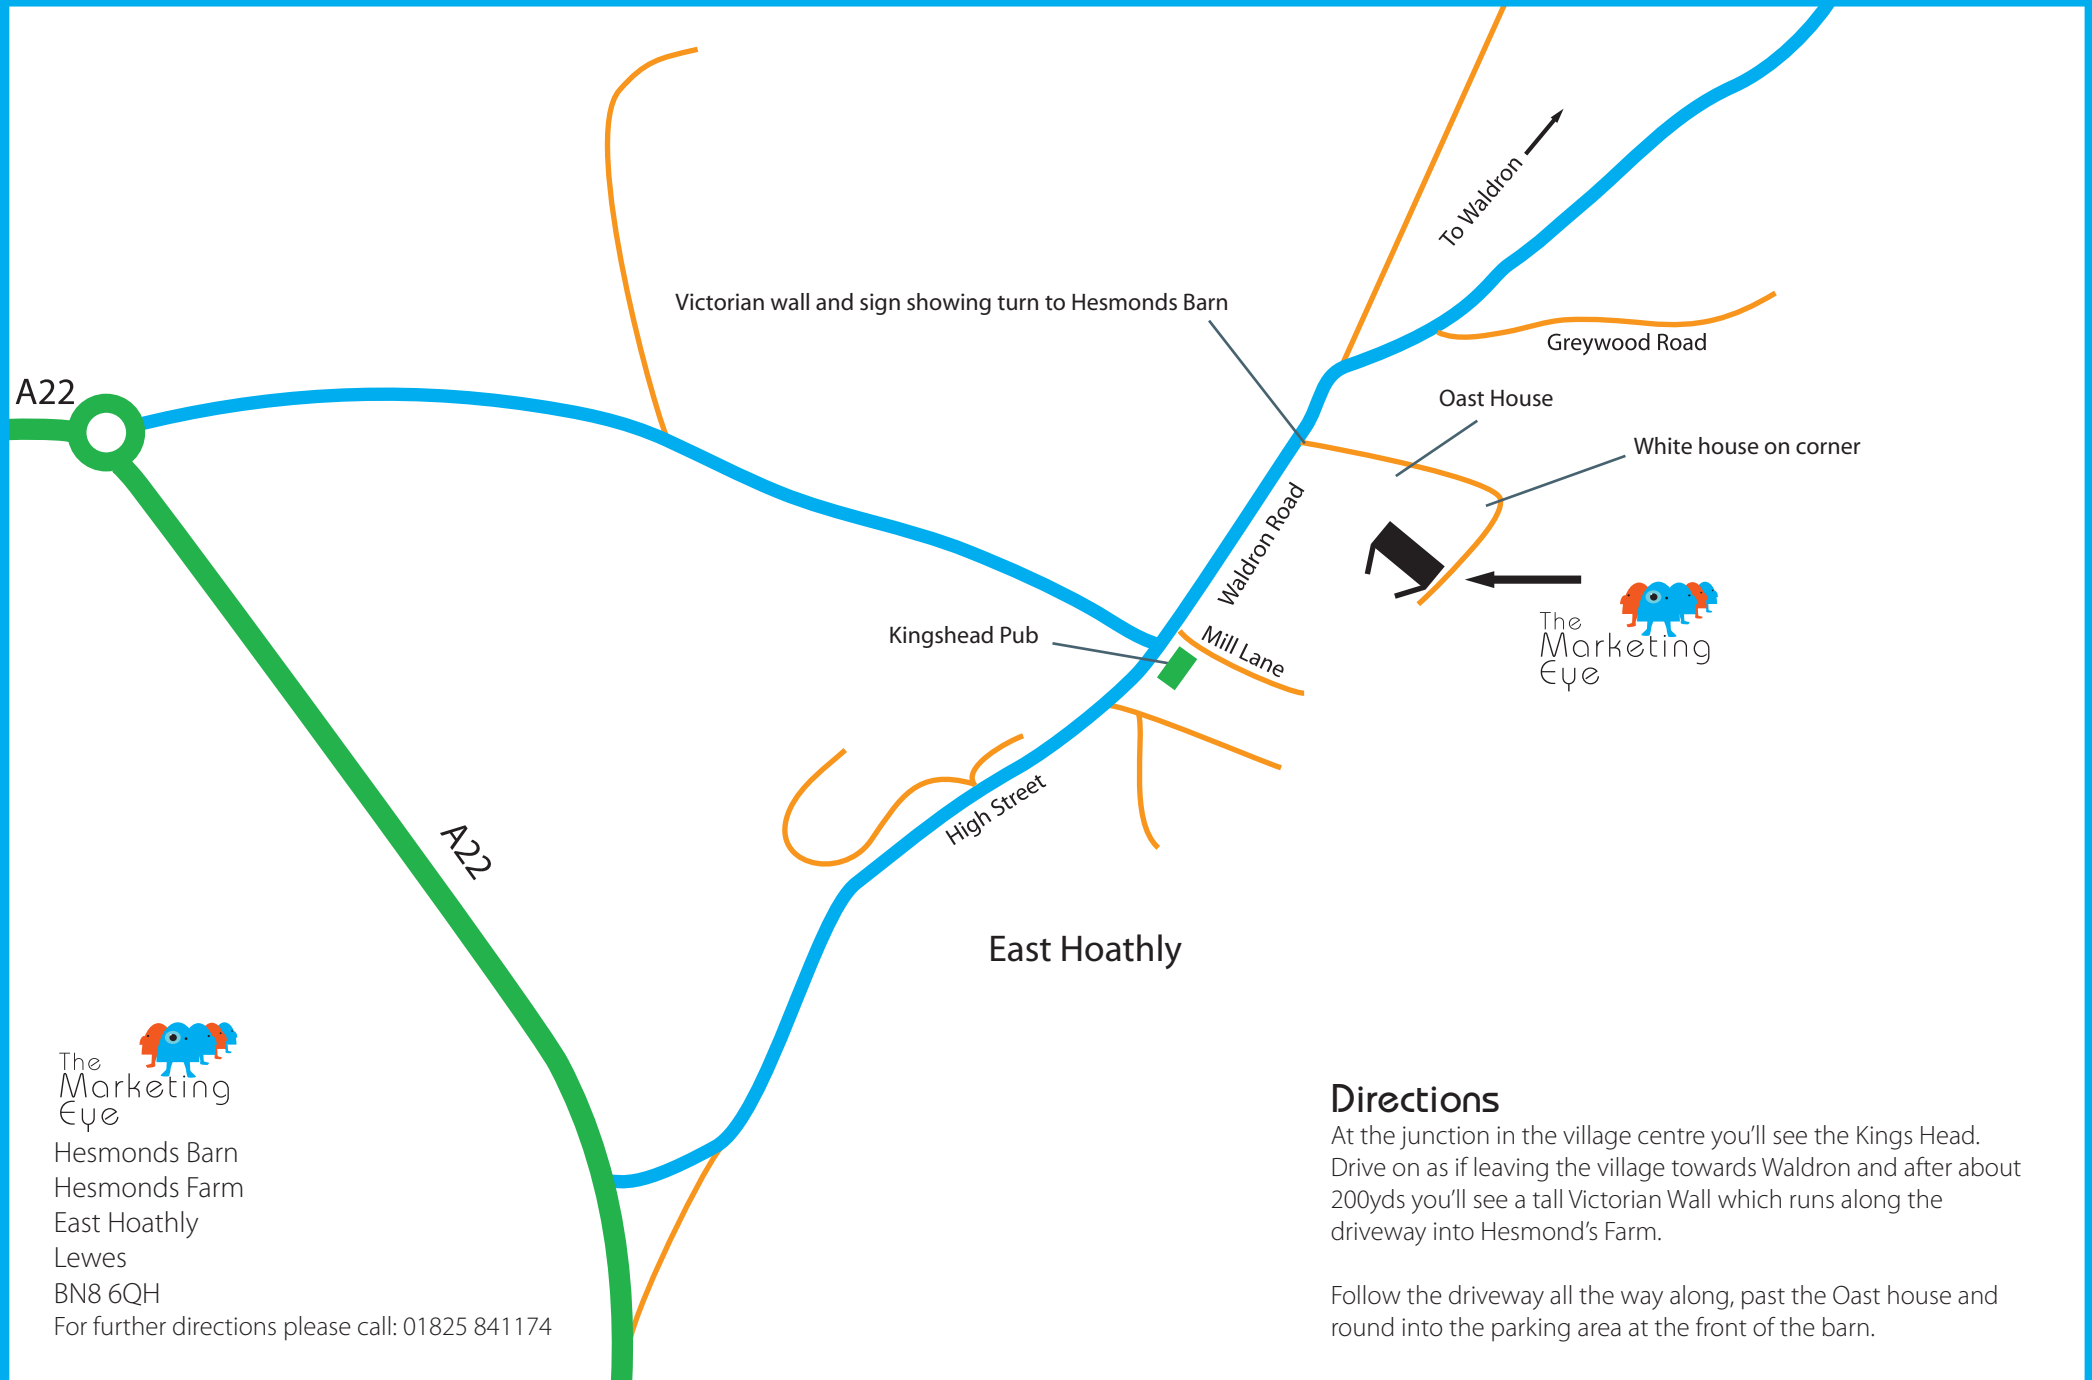 To Waldron
Victorian wall and sign showing turn to Hesmonds Barn
Greywood Road
A22
Oast House
White house on corner
Waldron Road
Kingshead Pub
Mill Lane
The
Marketing
Eye
High Street
A22
East Hoathly
The
Marketing
Eye
Hesmonds Barn
Hesmonds Farm
East Hoathly
Lewes
BN8 6QH
For further directions please call: 01825 841174
Directions
At the junction in the village centre you'll see the Kings Head.
Drive on as if leaving the village towards Waldron and after about
200yds you'll see a tall Victorian Wall which runs along the
driveway into Hesmond's Farm.
Follow the driveway all the way along, past the Oast house and
round into the parking area at the front of the barn.